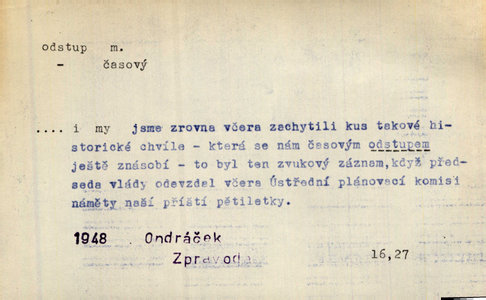 odstup m.
- časový
.... i my jsme zrovna včera zachytili kus takové hi-
storické chvíle - která se nám časovým odstupem
ještě znásobí - to byl ten zvukový záznam,když před-
seda vlády odevzdal včera Ústřední plánovací komisi
náměty naší příští pětiletky.
1948 Ondráček
Zpravoda
16,27